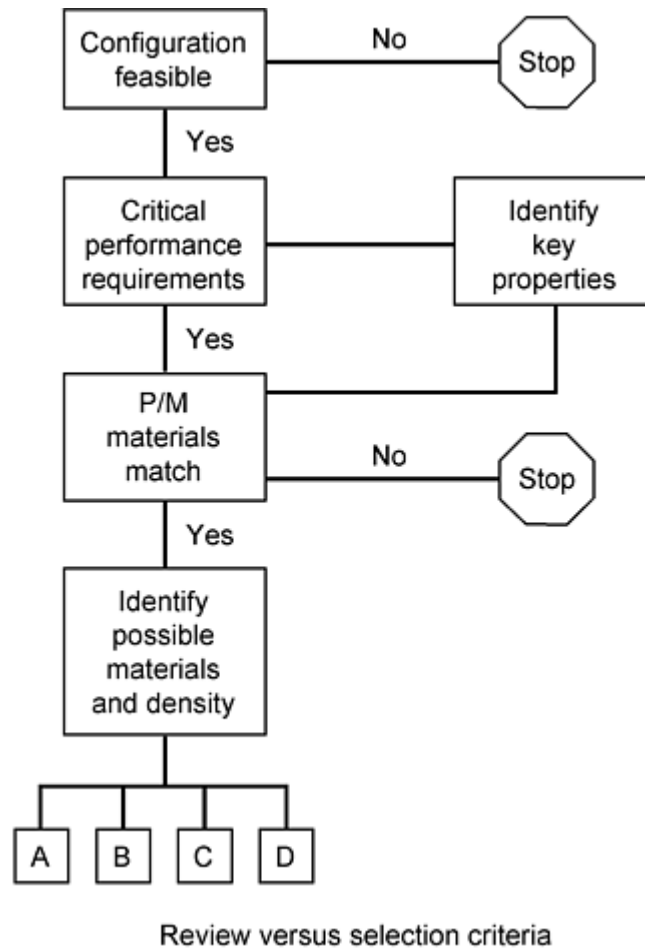 Configuration
feasible
No
Stop
Yes
Critical
performance
requirements
Identify
key
properties
Yes
P/M
materials
match
No
Stop
Yes
Identify
possible
materials
and density
A
B
C
D
Review versus selection criteria